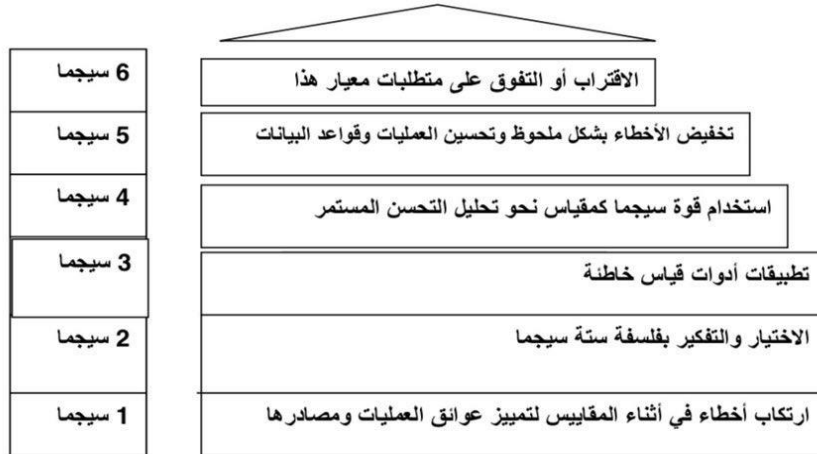 6 سيجما
الاقتراب أو التفوق على متطلبات معيار هذا
5 سيجما
تخفيض الأخطاء بشكل ملحوظ وتحسين العمليات وقواعد البيانات
4 سيجما
استخدام قوة سيجما كمقياس نحو تحليل التحسن المستمر
3 سيجما
تطبيقات أدوات قياس خاطئة
2 سيجما
الاختيار والتفكير بفلسفة ستة سيجما
1 سيجما
ارتكاب أخطاء في أثناء المقاييس لتمييز عوائق العمليات ومصادرها